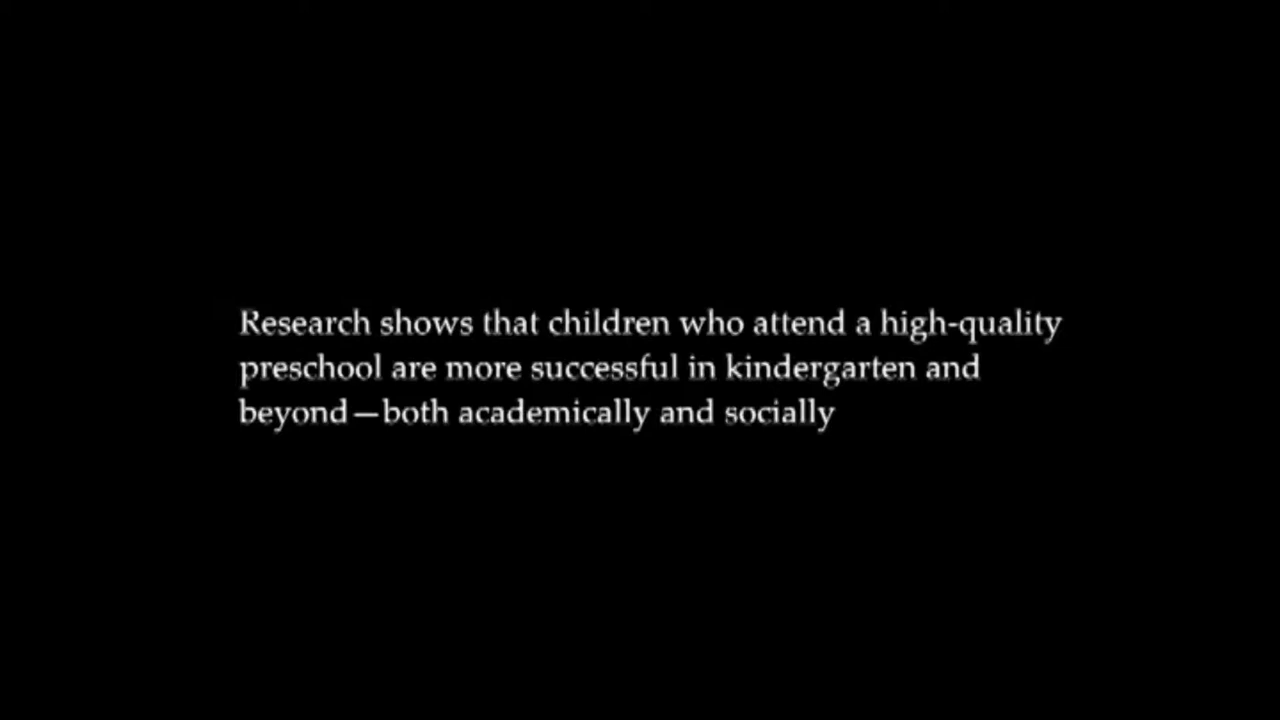 Research shows that children who attend a high-quality
preschool are more successful in kindergarten and
beyond—both academically and socially